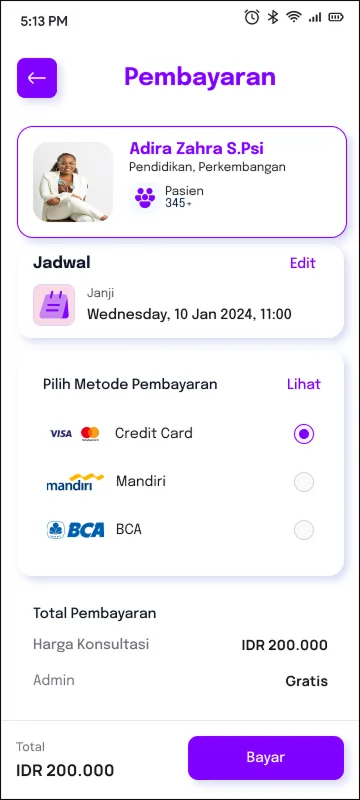 5:13 PM
Pembayaran
Adira Zahra S.Psi
Pendidikan, Perkembangan
Pasien
345+
Jadwal
Edit
Janji
Wednesday, 10 Jan 2024, 11:00
Pilih Metode Pembayaran
Lihat
VISA
Credit Card
mandiri
Mandiri
BCA
BCA
Total Pembayaran
Harga Konsultasi
IDR 200.000
Admin
Gratis
Total
IDR 200.000
Bayar